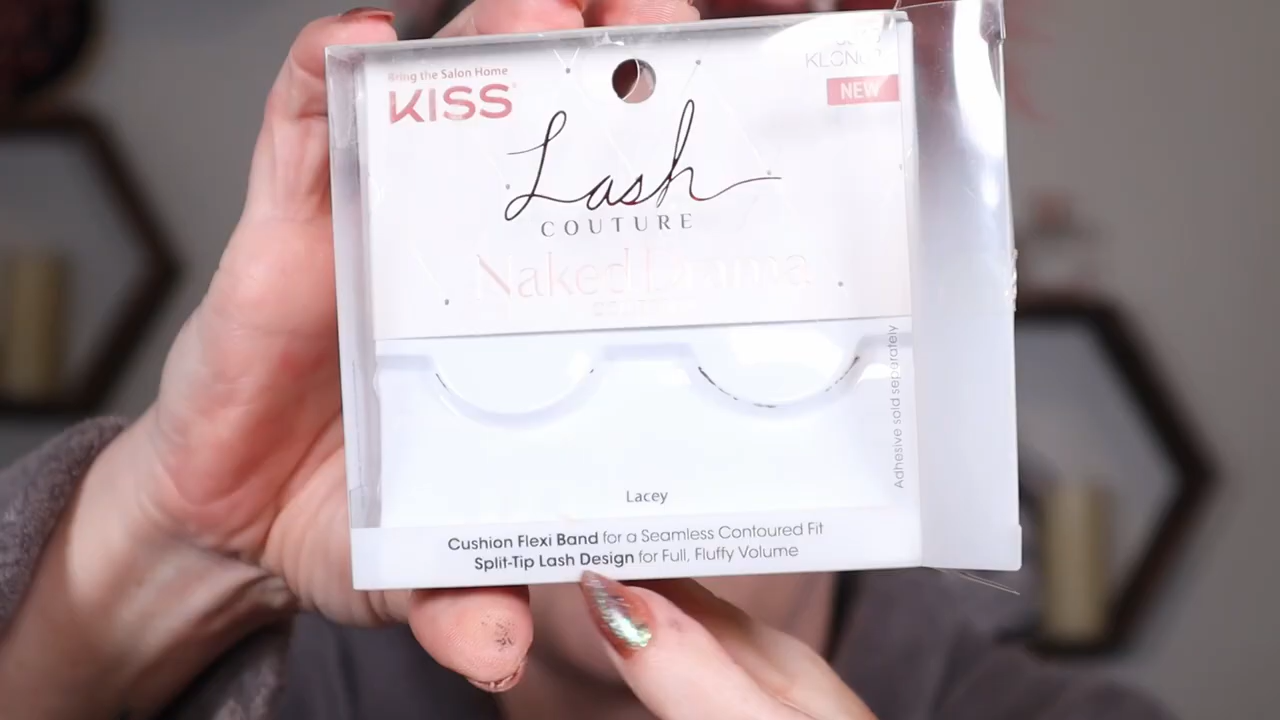 Bring the Salon Home
KISS
NEW
Lash
COUTURE
Naked Drama
Adhesive sold separately
Lacey
Cushion Flexi Band for a Seamless Contoured Fit
Split-Tip Lash Design for Full, Fluffy Volume